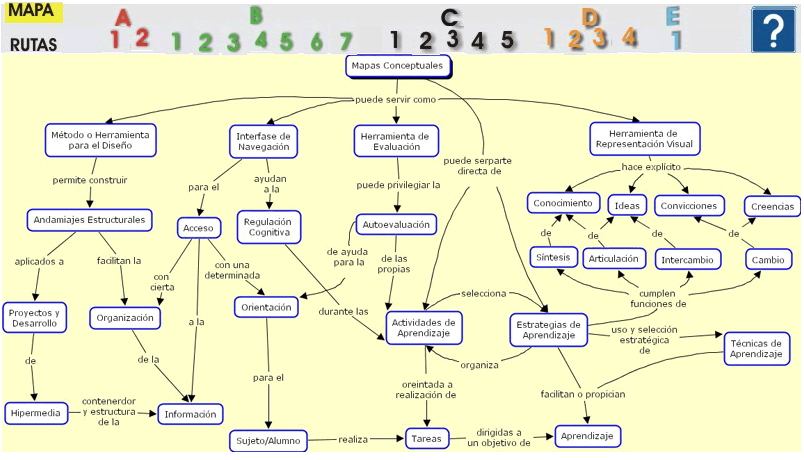 MAPA
A B C D E
RUTAS
1 2 1 2 3 4 5 6 7 1 2 3 4 5 1 2 3 4 1
?
Mapas Conceptuales
puede servir como
Método o Herramienta
para el Diseño
Interfase de
Navegación
Herramienta de
Evaluación
Herramienta de
Representación Visual
permite construir
para el
ayudan
a la
puede privilegiar la
puede serparte
directa de
hace explícito
Andamiajes Estructurales
Acceso
Regulación
Cognitiva
Autoevaluación
Conocimiento
Ideas
Convicciones
Creencias
de
de
de
de
aplicados a
facilitan la
con
cierta
con una
determinada
de ayuda
para la
de las
propias
Síntesis
Articulación
Intercambio
Cambio
cumplen
funciones de
Proyectos y
Desarrollo
Organización
a la
Orientación
durante las
selecciona
Actividades de
Aprendizaje
Estrategias de
Aprendizaje
uso y selección
estratégica
de
Técnicas de
Aprendizaje
de
de la
para el
organiza
oreintada a
realización de
facilitan o propician
Hipermedia
contenerdor
y estructura
de la
Información
Sujeto/Alumno
realiza
Tareas
dirigidas a
un objetivo de
Aprendizaje